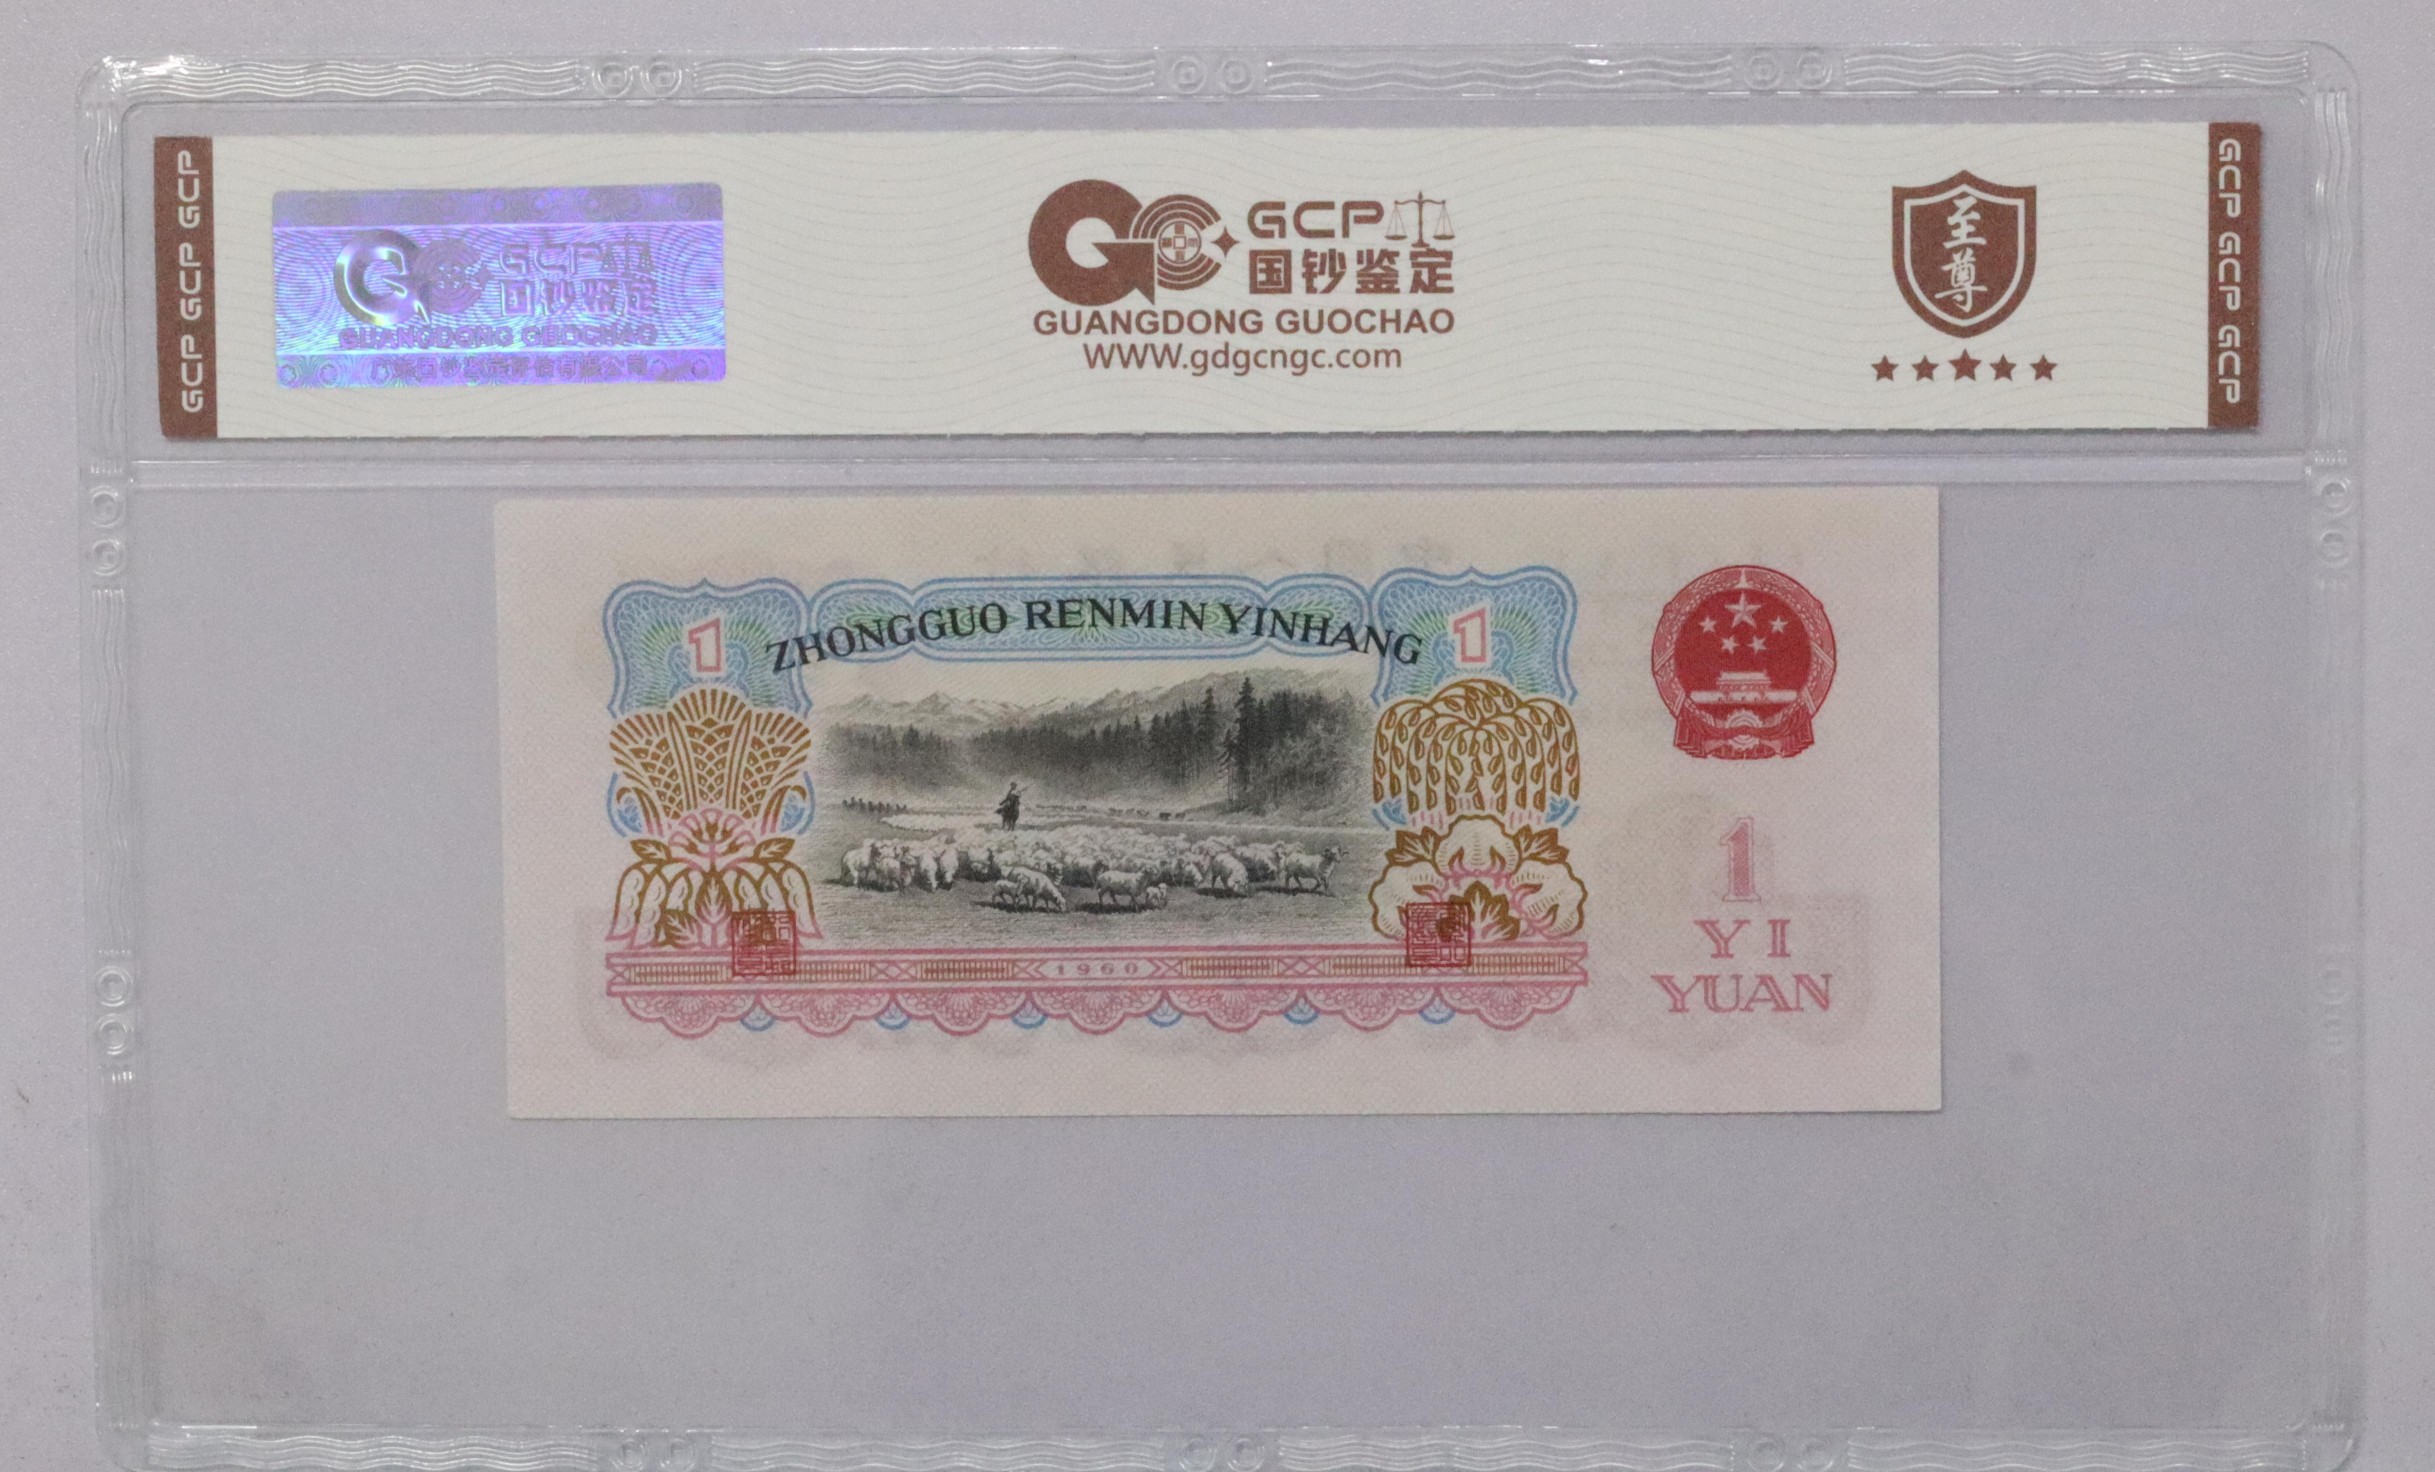 GCP GCP GCP
GCP
国钞鉴定
GUANGDONG GUOCHAO
GCP
国钞鉴定
GUANGDONG GUOCHAO
WWW.gdgcngc.com
至尊
GCP GCP GCP
ZHONGGUO RENMIN YINHANG
1
1
1960
1
YI
YUAN